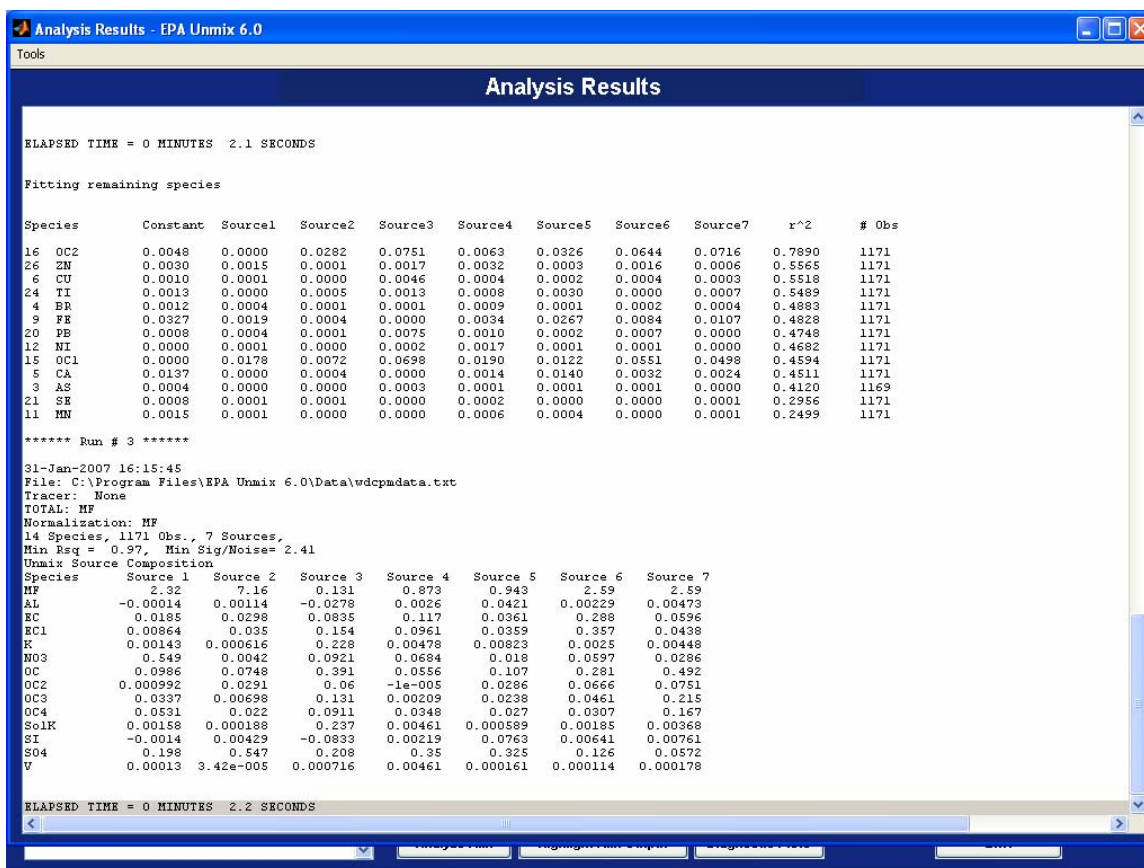 Analysis Results - EPA Unmix 6.0
Tools
Analysis Results
ELAPSED TIME = 0 MINUTES 2.1 SECONDS
Fitting remaining species
Species Constant Source1 Source2 Source3 Source4 Source5 Source6 Source7 r^2 # Obs
16 OC2 0.0048 0.0000 0.0282 0.0751 0.0063 0.0326 0.0644 0.0716 0.7890 1171
26 ZN 0.0030 0.0015 0.0001 0.0017 0.0032 0.0003 0.0016 0.0006 0.5565 1171
6 CU 0.0010 0.0001 0.0000 0.0046 0.0004 0.0002 0.0004 0.0003 0.5518 1171
24 TI 0.0013 0.0000 0.0005 0.0013 0.0008 0.0030 0.0000 0.0007 0.5489 1171
4 BR 0.0012 0.0004 0.0001 0.0001 0.0009 0.0001 0.0002 0.0004 0.4883 1171
9 FE 0.0327 0.0019 0.0004 0.0000 0.0034 0.0267 0.0084 0.0107 0.4828 1171
20 PB 0.0008 0.0004 0.0001 0.0075 0.0010 0.0002 0.0007 0.0000 0.4748 1171
12 NI 0.0000 0.0001 0.0000 0.0002 0.0017 0.0001 0.0001 0.0000 0.4682 1171
15 OC1 0.0000 0.0178 0.0072 0.0698 0.0190 0.0122 0.0551 0.0498 0.4594 1171
5 CA 0.0137 0.0000 0.0004 0.0000 0.0014 0.0140 0.0032 0.0024 0.4511 1171
3 AS 0.0004 0.0000 0.0000 0.0003 0.0001 0.0001 0.0001 0.0000 0.4120 1169
21 SE 0.0008 0.0001 0.0001 0.0000 0.0002 0.0000 0.0000 0.0001 0.2956 1171
11 MN 0.0015 0.0001 0.0000 0.0000 0.0006 0.0004 0.0000 0.0001 0.2499 1171
****** Run # 3 ******
31-Jan-2007 16:15:45
File: C:\Program Files\EPA Unmix 6.0\Data\wdcpmdata.txt
Tracer: None
TOTAL: MF
Normalization: MF
14 Species, 1171 Obs., 7 Sources,
Min Rsq = 0.97, Min Sig/Noise= 2.41
Unmix Source Composition
Species Source 1 Source 2 Source 3 Source 4 Source 5 Source 6 Source 7
MF 2.32 7.16 0.131 0.873 0.943 2.59 2.59
AL -0.00014 0.00114 -0.0278 0.0026 0.0421 0.00229 0.00473
EC 0.0185 0.0298 0.0835 0.117 0.0361 0.288 0.0596
EC1 0.00864 0.035 0.154 0.0961 0.0359 0.357 0.0438
K 0.00143 0.000616 0.228 0.00478 0.00823 0.0025 0.00448
NO3 0.549 0.0042 0.0921 0.0684 0.018 0.0597 0.0286
OC 0.0986 0.0748 0.391 0.0556 0.107 0.281 0.492
OC2 0.000992 0.0291 0.06 -1e-005 0.0286 0.0666 0.0751
OC3 0.0337 0.00698 0.131 0.00209 0.0238 0.0461 0.215
OC4 0.0531 0.022 0.0911 0.0348 0.027 0.0307 0.167
SolK 0.00158 0.000188 0.237 0.00461 0.000589 0.00185 0.00368
SI -0.0014 0.00429 -0.0833 0.00219 0.0763 0.00641 0.00761
SO4 0.198 0.547 0.208 0.35 0.325 0.126 0.0572
V 0.00013 3.42e-005 0.000716 0.00461 0.000161 0.000114 0.000178
ELAPSED TIME = 0 MINUTES 2.2 SECONDS